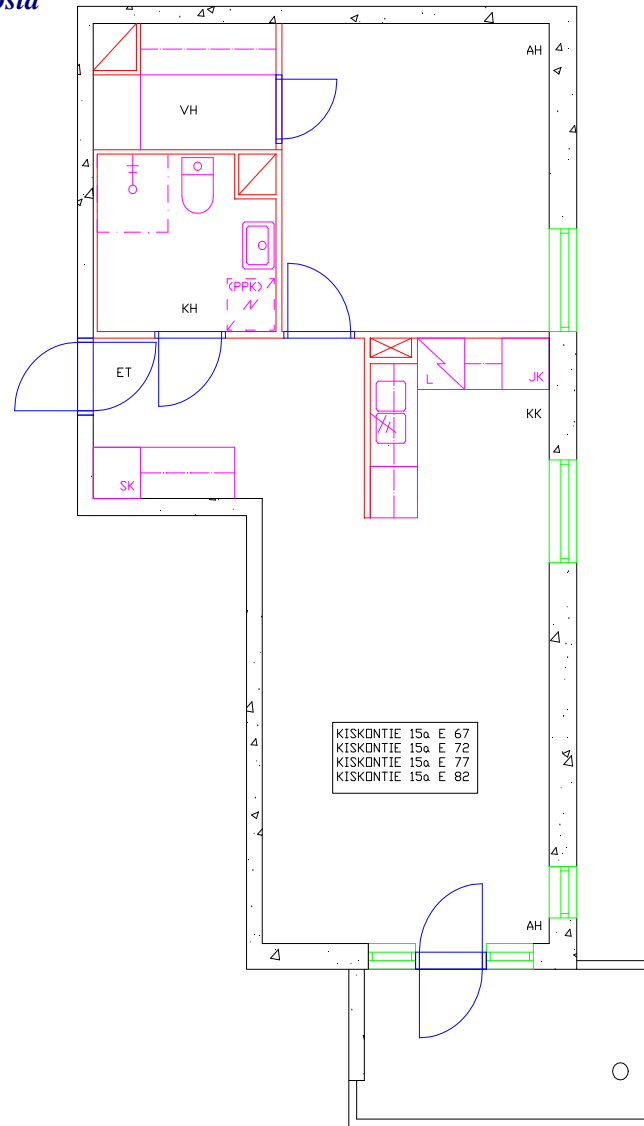 AH
VH
(PPK)
KH
ET
L
JK
KK
SK
KISKONTIE 15a E 67
KISKONTIE 15a E 72
KISKONTIE 15a E 77
KISKONTIE 15a E 82
AH